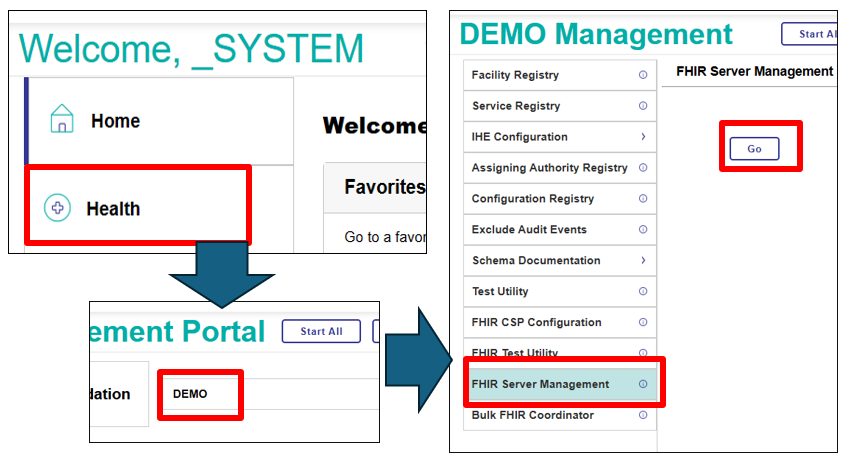 Welcome, _SYSTEM
Home
Welcome
Health
Favorites
Go to a favor
ement Portal
Start All
dation
DEMO
DEMO Management
Start Al
Facility Registry
Service Registry
IHE Configuration
Assigning Authority Registry
Configuration Registry
Exclude Audit Events
Schema Documentation
Test Utility
FHIR CSP Configuration
FHIR Test Utility
FHIR Server Management
Bulk FHIR Coordinator
FHIR Server Management
Go